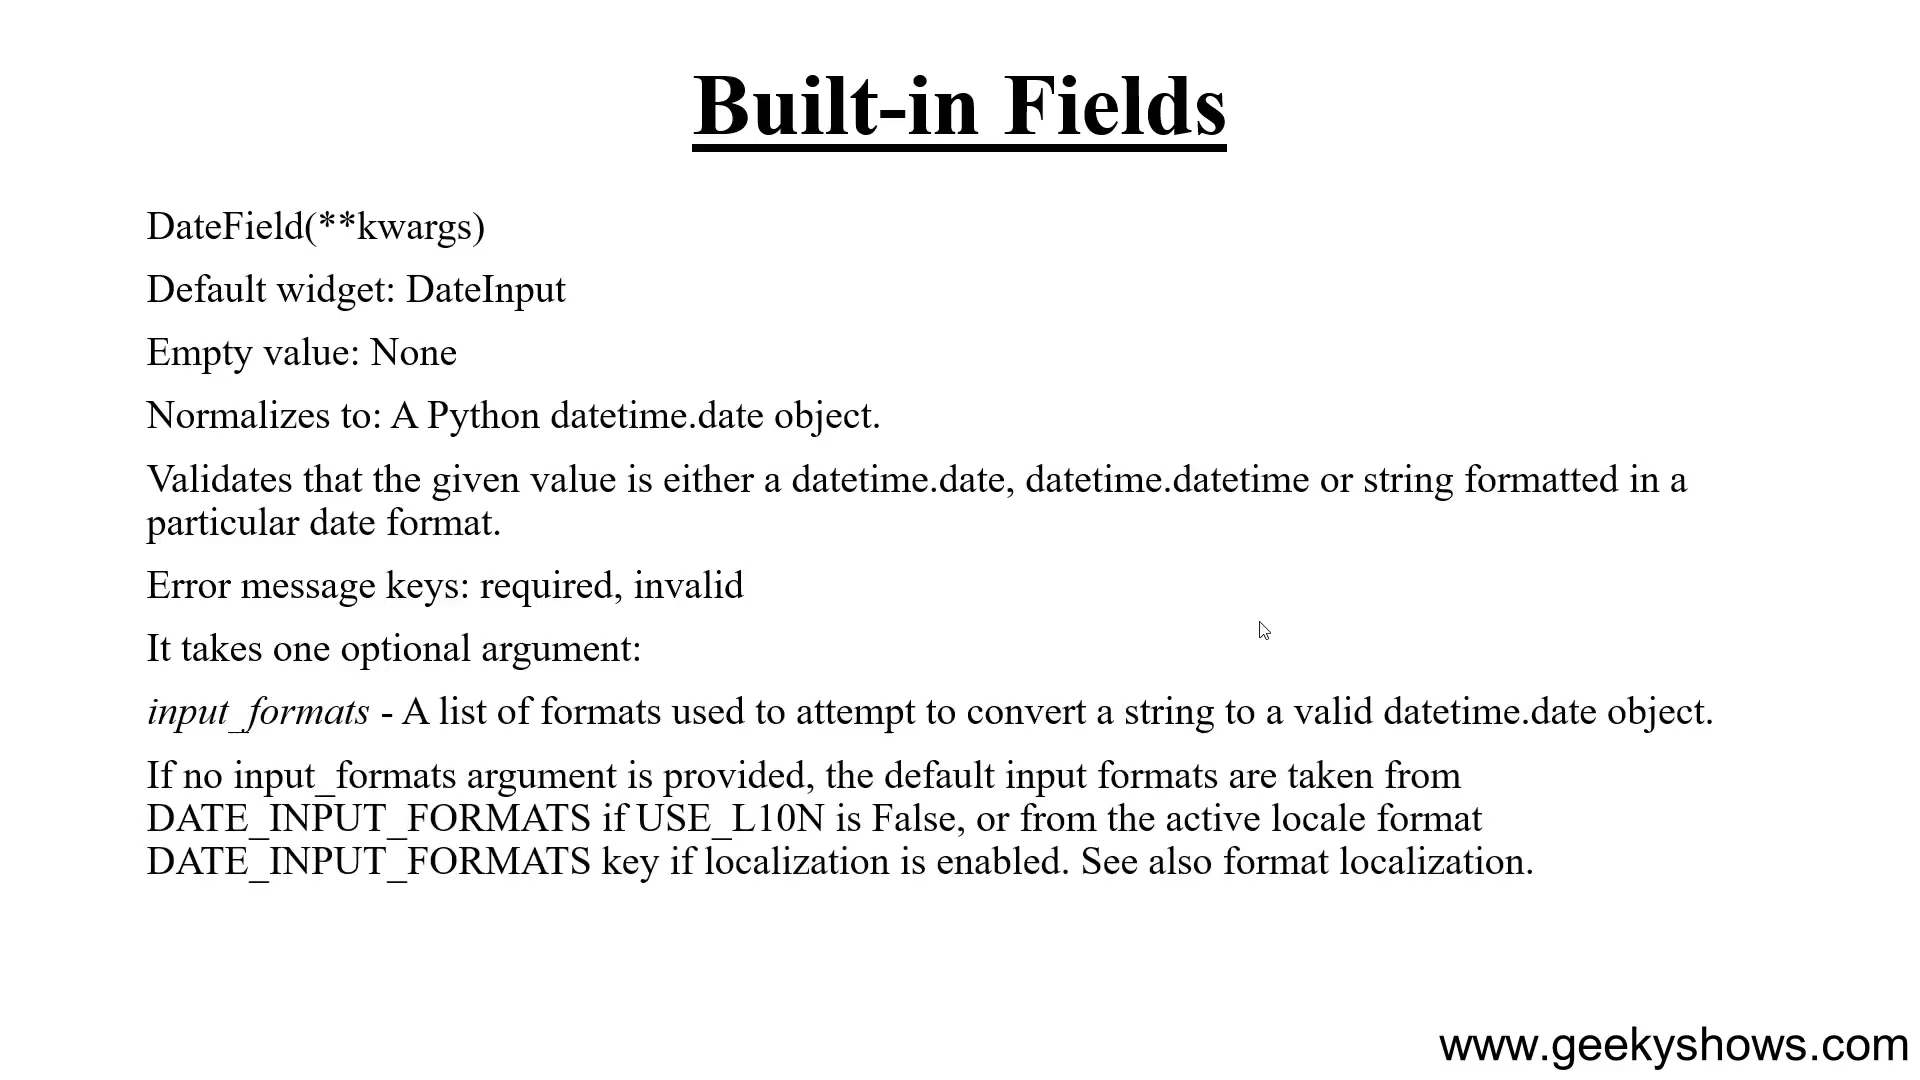 Built-in Fields
DateField(**kwargs)
Default widget: DateInput
Empty value: None
Normalizes to: A Python datetime.date object.
Validates that the given value is either a datetime.date, datetime.datetime or string formatted in a
particular date format.
Error message keys: required, invalid
It takes one optional argument:
input_formats - A list of formats used to attempt to convert a string to a valid datetime.date object.
If no input_formats argument is provided, the default input formats are taken from
DATE_INPUT_FORMATS if USE_L10N is False, or from the active locale format
DATE_INPUT_FORMATS key if localization is enabled. See also format localization.
www.geekyshows.com